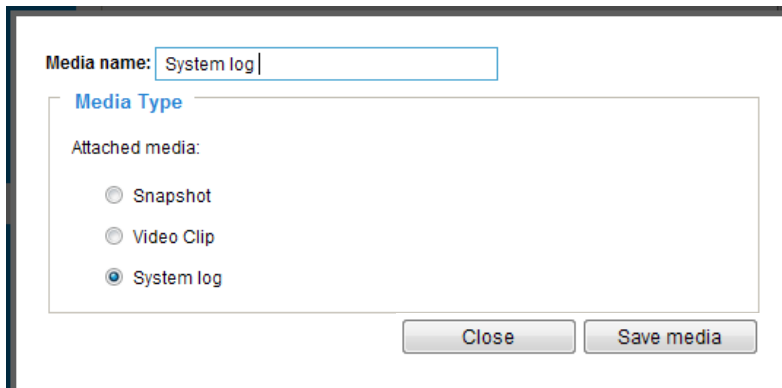 Media name: System log
Media Type
Attached media:
Snapshot
Video Clip
System log
Close Save media